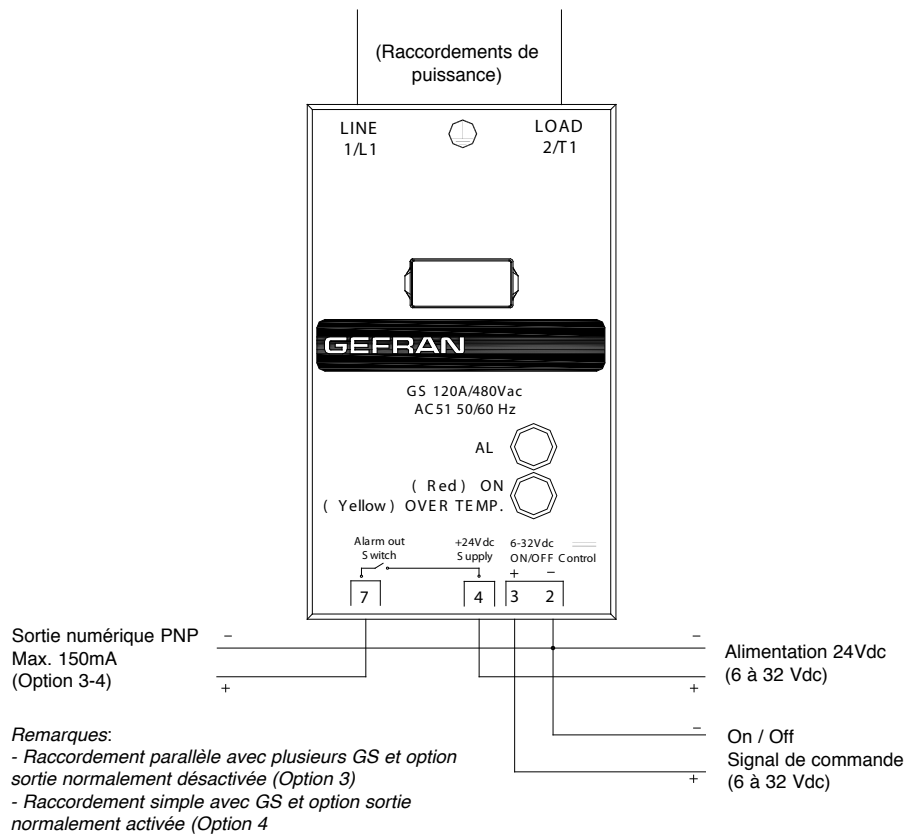 (Raccordements de
puissance)
LINE
1/L1
LOAD
2/T1
GEFRAN
GS 120A/480Vac
AC51 50/60 Hz
AL
( Red ) ON
( Yellow ) OVER TEMP.
Alarm out
Switch
+24Vdc
Supply
6-32Vdc
ON/OFF Control
+ −
7
4
3
2
Sortie numérique PNP
Max. 150mA
(Option 3-4)
−
+
−
+
Alimentation 24Vdc
(6 à 32 Vdc)
−
+
On / Off
Signal de commande
(6 à 32 Vdc)
Remarques:
- Raccordement parallèle avec plusieurs GS et option
sortie normalement désactivée (Option 3)
- Raccordement simple avec GS et option sortie
normalement activée (Option 4